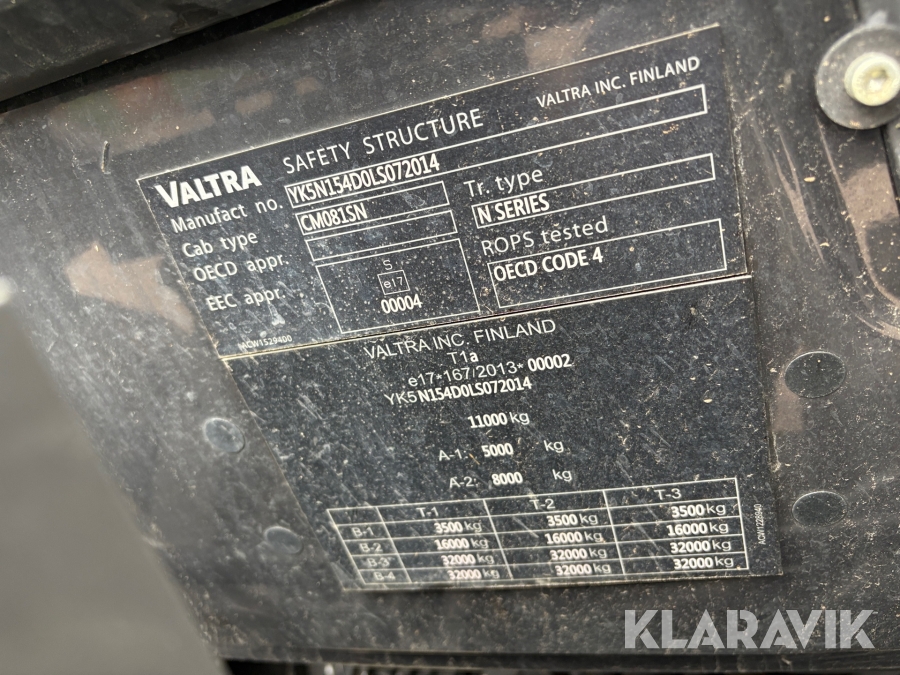 VALTRA SAFETY STRUCTURE VALTRA INC. FINLAND
Manufact no. YK5N154D0LS072014
Cab type CM081SN
Tr. type
N SERIES
OECD appr.
ROPS tested
OECD CODE 4
EEC appr.
S
e17
00004
ACW1529400
VALTRA INC. FINLAND
T1a
e17*167/2013*00002
YK5N154D0LS072014
11000 kg
A-1: 5000 kg
A-2: 8000 kg
T-1 T-2 T-3
B-1 3500 kg 3500 kg 3500 kg
B-2 16000 kg 16000 kg 16000 kg
B-3 32000 kg 32000 kg 32000 kg
B-4 32000 kg 32000 kg 32000 kg
ACW1228940
KLARAVIK